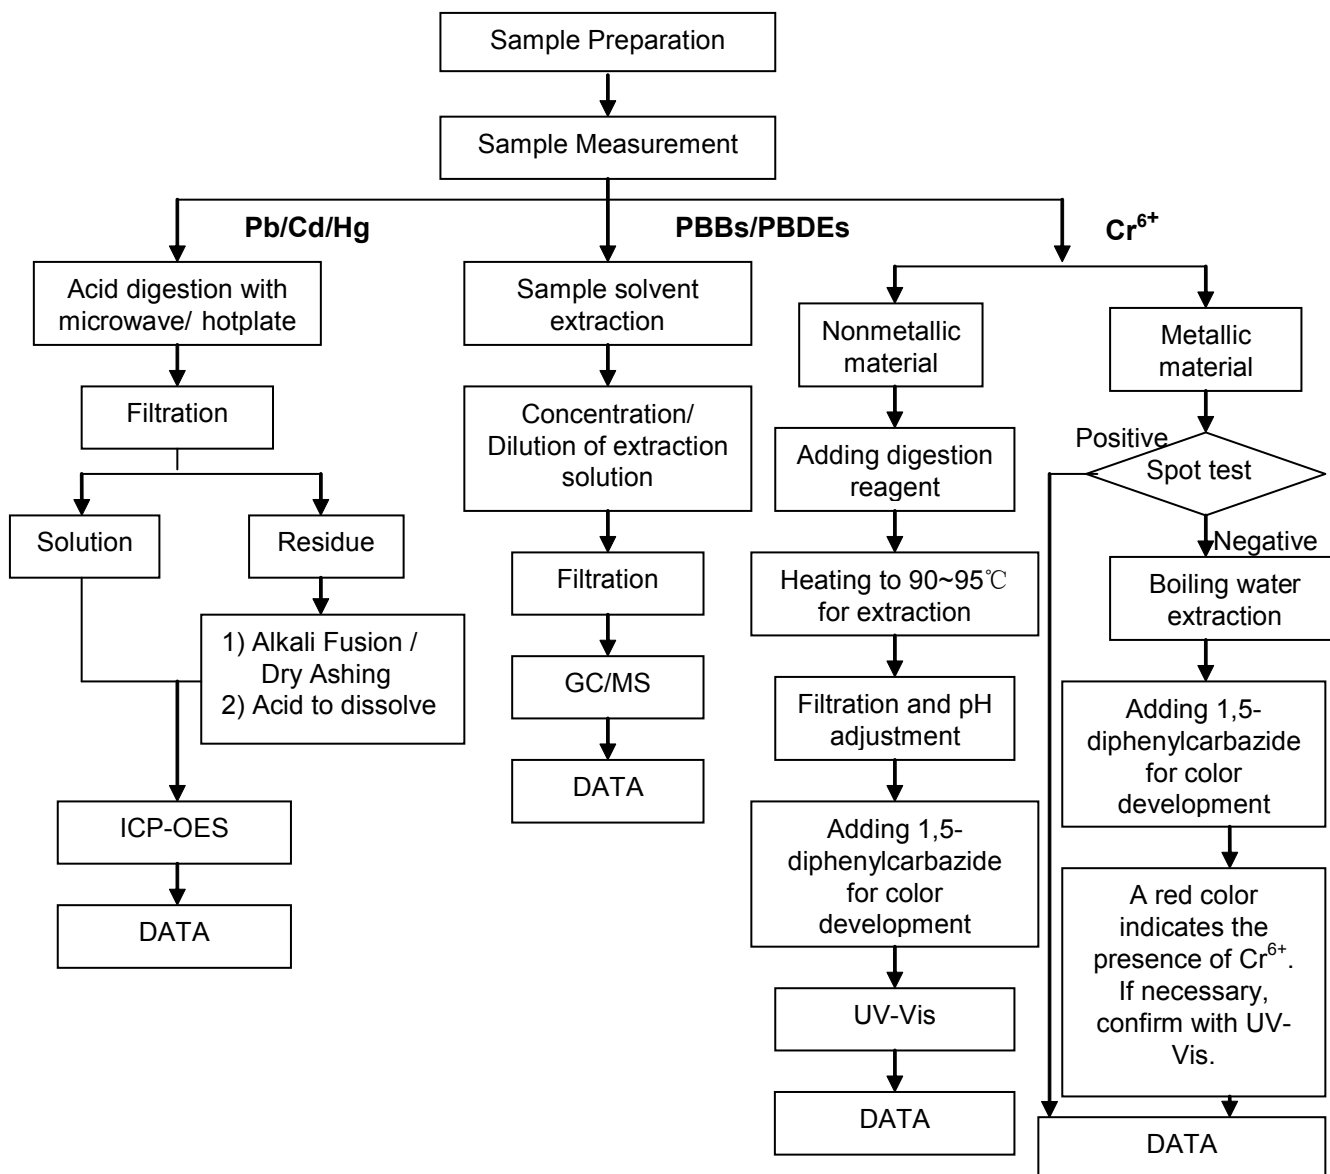 Sample Preparation
Sample Measurement
Pb/Cd/Hg
PBBs/PBDEs
Cr⁶⁺
Acid digestion with
microwave/ hotplate
Filtration
Solution
Residue
1) Alkali Fusion /
Dry Ashing
2) Acid to dissolve
ICP-OES
DATA
Sample solvent
extraction
Concentration/
Dilution of extraction
solution
Filtration
GC/MS
DATA
Nonmetallic
material
Adding digestion
reagent
Heating to 90~95℃
for extraction
Filtration and pH
adjustment
Adding 1,5-
diphenylcarbazide
for color
development
UV-Vis
DATA
Metallic
material
Positive
Spot test
Negative
Boiling water
extraction
Adding 1,5-
diphenylcarbazide
for color
development
A red color
indicates the
presence of Cr⁶⁺.
If necessary,
confirm with UV-
Vis.
DATA